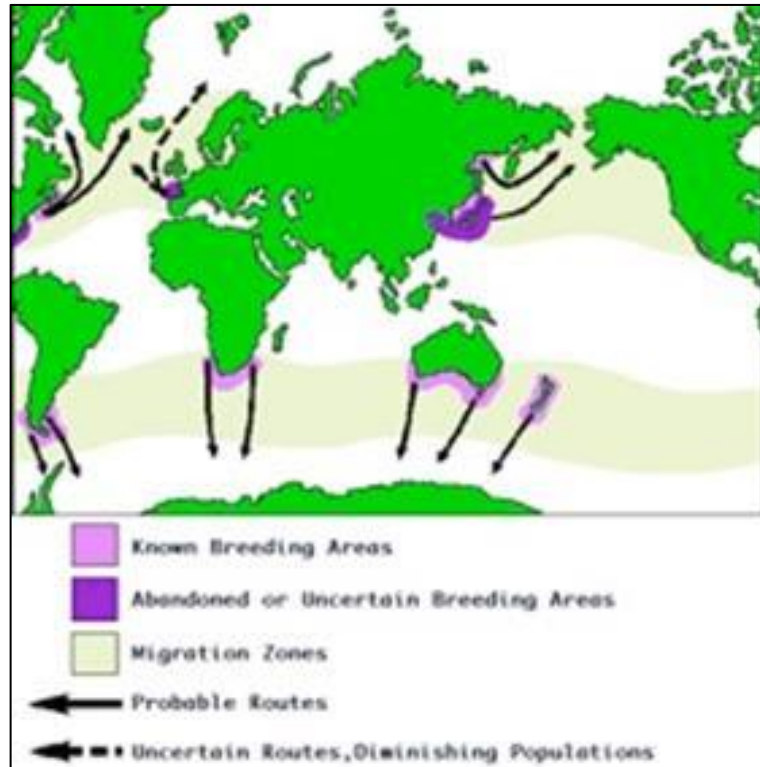 Known Breeding Areas
Abandoned or Uncertain Breeding Areas
Migration Zones
Probable Routes
Uncertain Routes,Diminishing Populations